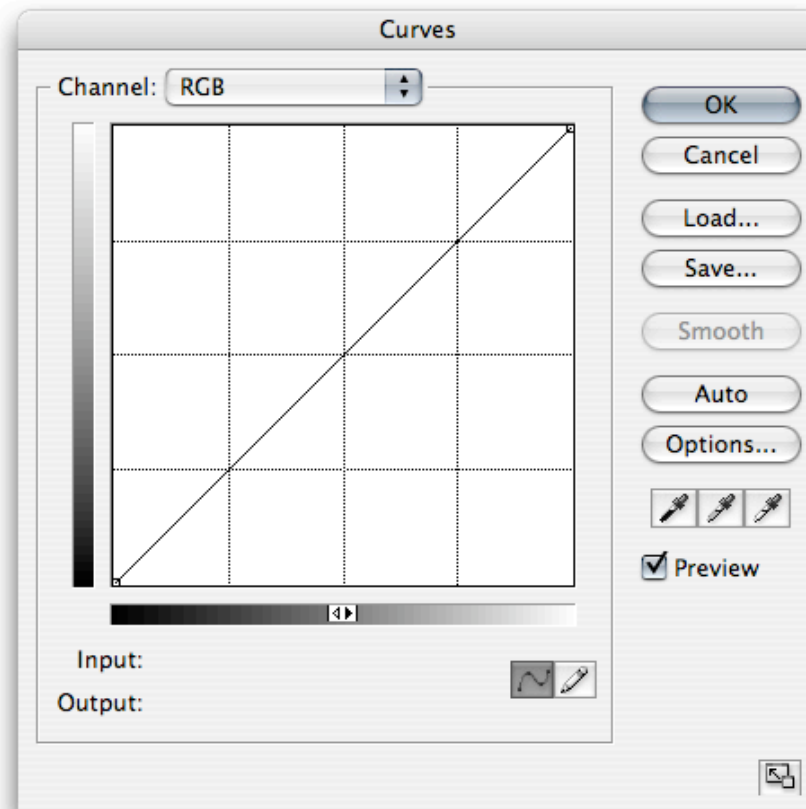 Curves
Channel: RGB
OK
Cancel
Load...
Save...
Smooth
Auto
Options...
Preview
Input:
Output: